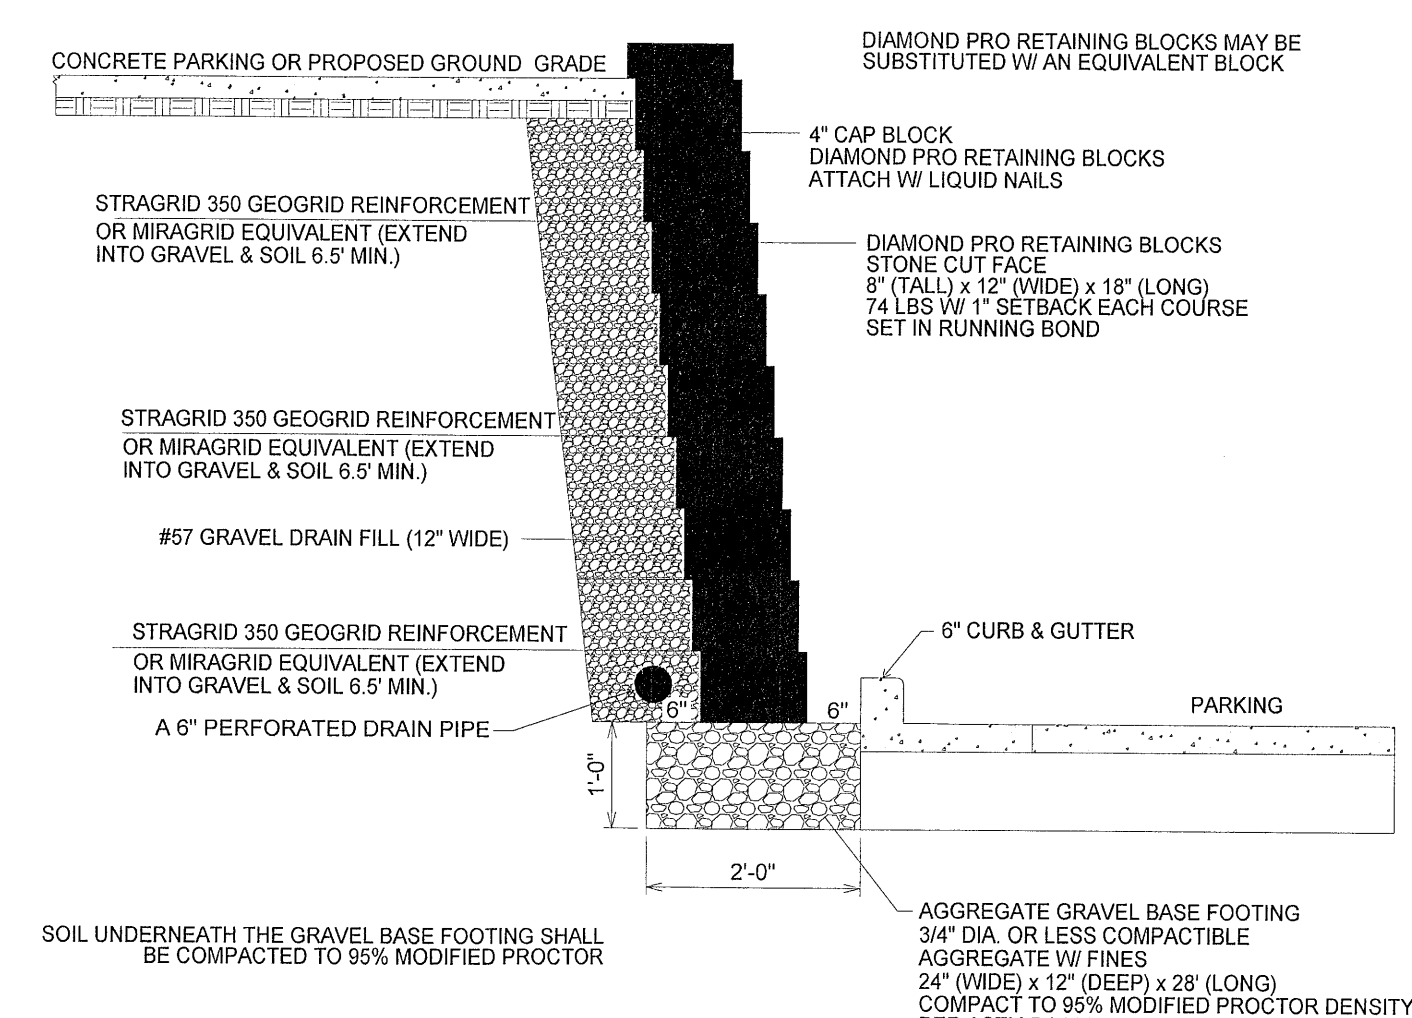 DIAMOND PRO RETAINING BLOCKS MAY BE
SUBSTITUTED W/ AN EQUIVALENT BLOCK
CONCRETE PARKING OR PROPOSED GROUND GRADE
4" CAP BLOCK
DIAMOND PRO RETAINING BLOCKS
ATTACH W/ LIQUID NAILS
STRAGRID 350 GEOGRID REINFORCEMENT
OR MIRAGRID EQUIVALENT (EXTEND
INTO GRAVEL & SOIL 6.5' MIN.)
DIAMOND PRO RETAINING BLOCKS
STONE CUT FACE
8" (TALL) x 12" (WIDE) x 18" (LONG)
74 LBS W/ 1" SETBACK EACH COURSE
SET IN RUNNING BOND
STRAGRID 350 GEOGRID REINFORCEMENT
OR MIRAGRID EQUIVALENT (EXTEND
INTO GRAVEL & SOIL 6.5' MIN.)
#57 GRAVEL DRAIN FILL (12" WIDE)
STRAGRID 350 GEOGRID REINFORCEMENT
OR MIRAGRID EQUIVALENT (EXTEND
INTO GRAVEL & SOIL 6.5' MIN.)
6" CURB & GUTTER
A 6" PERFORATED DRAIN PIPE
6"
6"
PARKING
1'-0"
2'-0"
SOIL UNDERNEATH THE GRAVEL BASE FOOTING SHALL
BE COMPACTED TO 95% MODIFIED PROCTOR
AGGREGATE GRAVEL BASE FOOTING
3/4" DIA. OR LESS COMPACTIBLE
AGGREGATE W/ FINES
24" (WIDE) x 12" (DEEP) x 28' (LONG)
COMPACT TO 95% MODIFIED PROCTOR DENSITY